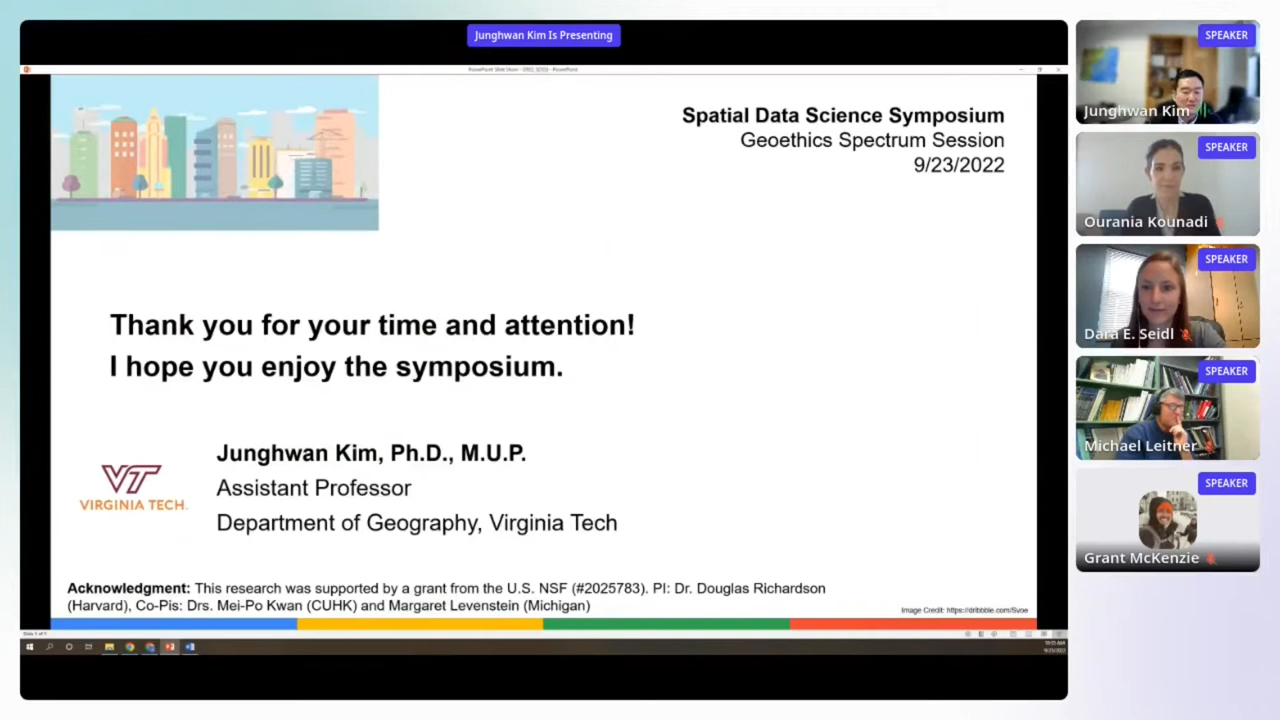 Junghwan Kim Is Presenting
PowerPoint Slide Show
Spatial Data Science Symposium
Geoethics Spectrum Session
9/23/2022
Thank you for your time and attention!
I hope you enjoy the symposium.
VT
VIRGINIA TECH.
Junghwan Kim, Ph.D., M.U.P.
Assistant Professor
Department of Geography, Virginia Tech
Acknowledgment: This research was supported by a grant from the U.S. NSF (#2025783). PI: Dr. Douglas Richardson
(Harvard), Co-Pis: Drs. Mei-Po Kwan (CUHK) and Margaret Levenstein (Michigan)
Image Credit: https://dribbble.com/Svoe
SPEAKER
Junghwan Kim
SPEAKER
Ourania Kounadi
SPEAKER
Dara E. Seidl
SPEAKER
Michael Leitner
SPEAKER
Grant McKenzie